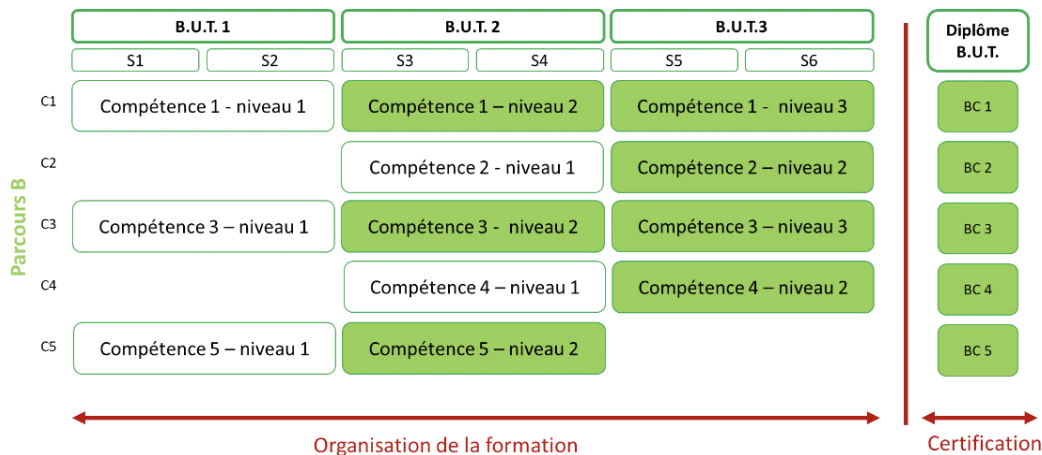 B.U.T. 1
B.U.T. 2
B.U.T.3
Diplôme
B.U.T.
S1
S2
S3
S4
S5
S6
Parcours B
C1
Compétence 1 - niveau 1
Compétence 1 – niveau 2
Compétence 1 -  niveau 3
BC 1
C2
Compétence 2 - niveau 1
Compétence 2 – niveau 2
BC 2
C3
Compétence 3 – niveau 1
Compétence 3 -  niveau 2
Compétence 3 – niveau 3
BC 3
C4
Compétence 4 – niveau 1
Compétence 4 – niveau 2
BC 4
C5
Compétence 5 – niveau 1
Compétence 5 – niveau 2
BC 5
Organisation de la formation
Certification